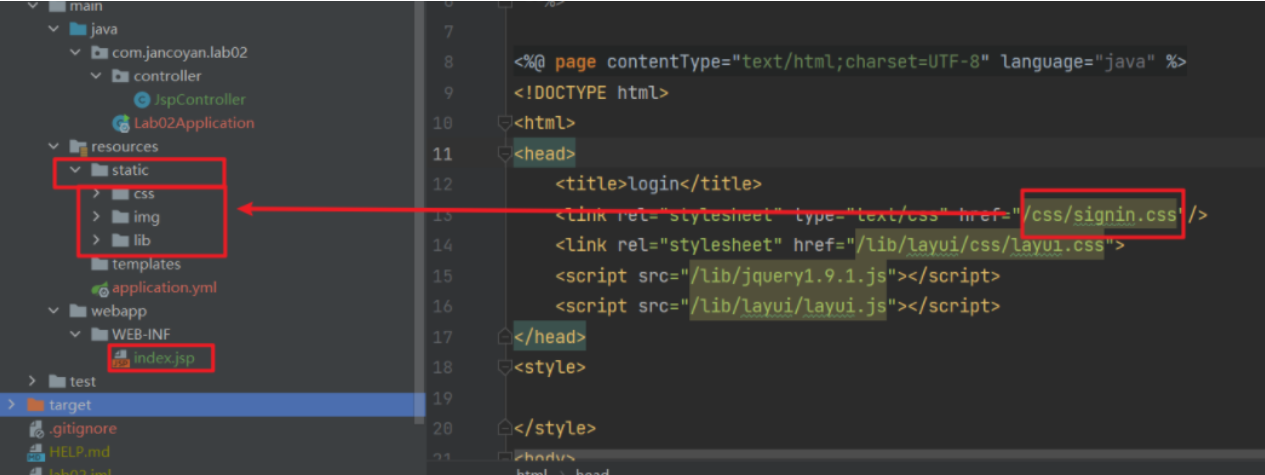 main
java
com.jancoyan.lab02
controller
JspController
Lab02Application
resources
static
css
img
lib
templates
application.yml
webapp
WEB-INF
index.jsp
test
target
.gitignore
HELP.md
lab02.iml
6 %>
7
8 <%@ page contentType="text/html;charset=UTF-8" language="java" %>
9 <!DOCTYPE html>
10 <html>
11 <head>
12 <title>login</title>
13 <link rel="stylesheet" type="text/css" href="/css/signin.css"/>
14 <link rel="stylesheet" href="/lib/layui/css/layui.css">
15 <script src="/lib/jquery1.9.1.js"></script>
16 <script src="/lib/layui/layui.js"></script>
17 </head>
18 <style>
19
20 </style>
21 <body>
html > head